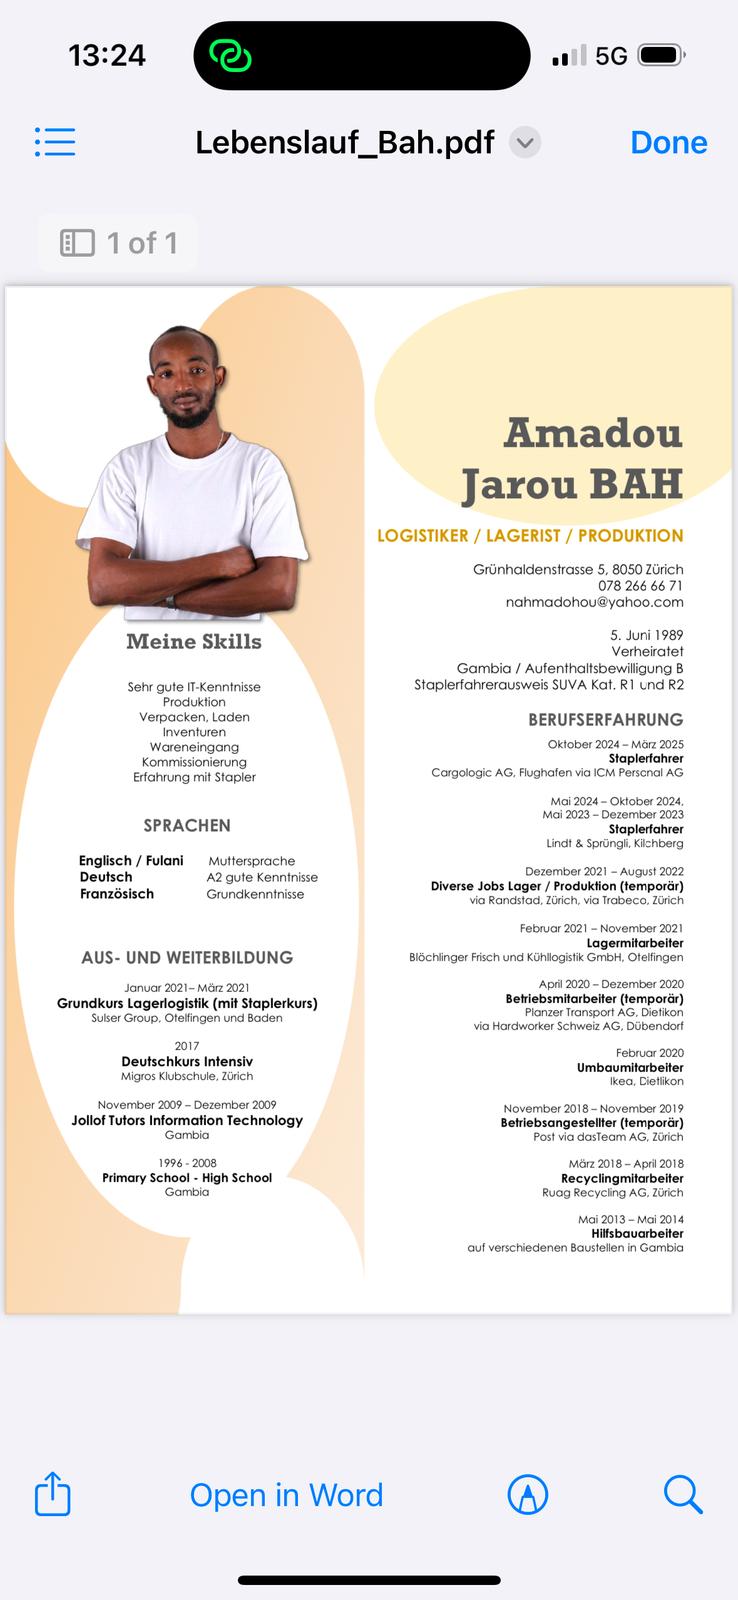 13:24
5G
Lebenslauf_Bah.pdf
Done
1 of 1
Amadou
Jarou BAH
LOGISTIKER / LAGERIST / PRODUKTION
Grünhaldenstrasse 5, 8050 Zürich
078 266 66 71
nahmadohou@yahoo.com
5. Juni 1989
Verheiratet
Gambia / Aufenthaltsbewilligung B
Staplerfahrerausweis SUVA Kat. R1 und R2
BERUFSERFAHRUNG
Oktober 2024 – März 2025
Staplerfahrer
Cargologic AG, Flughafen via ICM Personal AG
Mai 2024 – Oktober 2024,
Mai 2023 – Dezember 2023
Staplerfahrer
Lindt & Sprüngli, Kilchberg
Dezember 2021 – August 2022
Diverse Jobs Lager / Produktion (temporär)
via Randstad, Zürich, via Trabeco, Zürich
Februar 2021 – November 2021
Lagermitarbeiter
Blöchlinger Frisch und Kühllogistik GmbH, Otelfingen
April 2020 – Dezember 2020
Betriebsmitarbeiter (temporär)
Planzer Transport AG, Dietikon
via Hardworker Schweiz AG, Dübendorf
Februar 2020
Umbaumitarbeiter
Ikea, Dietlikon
November 2018 – November 2019
Betriebsangestellter (temporär)
Post via dasTeam AG, Zürich
März 2018 – April 2018
Recyclingmitarbeiter
Ruag Recycling AG, Zürich
Mai 2013 – Mai 2014
Hilfsbauarbeiter
auf verschiedenen Baustellen in Gambia
Meine Skills
Sehr gute IT-Kenntnisse
Produktion
Verpacken, Laden
Inventuren
Wareneingang
Kommissionierung
Erfahrung mit Stapler
SPRACHEN
Englisch / Fulani Muttersprache
Deutsch A2 gute Kenntnisse
Französisch Grundkenntnisse
AUS- UND WEITERBILDUNG
Januar 2021– März 2021
Grundkurs Lagerlogistik (mit Staplerkurs)
Sulser Group, Otelfingen und Baden
2017
Deutschkurs Intensiv
Migros Klubschule, Zürich
November 2009 – Dezember 2009
Jollof Tutors Information Technology
Gambia
1996 - 2008
Primary School - High School
Gambia
Open in Word